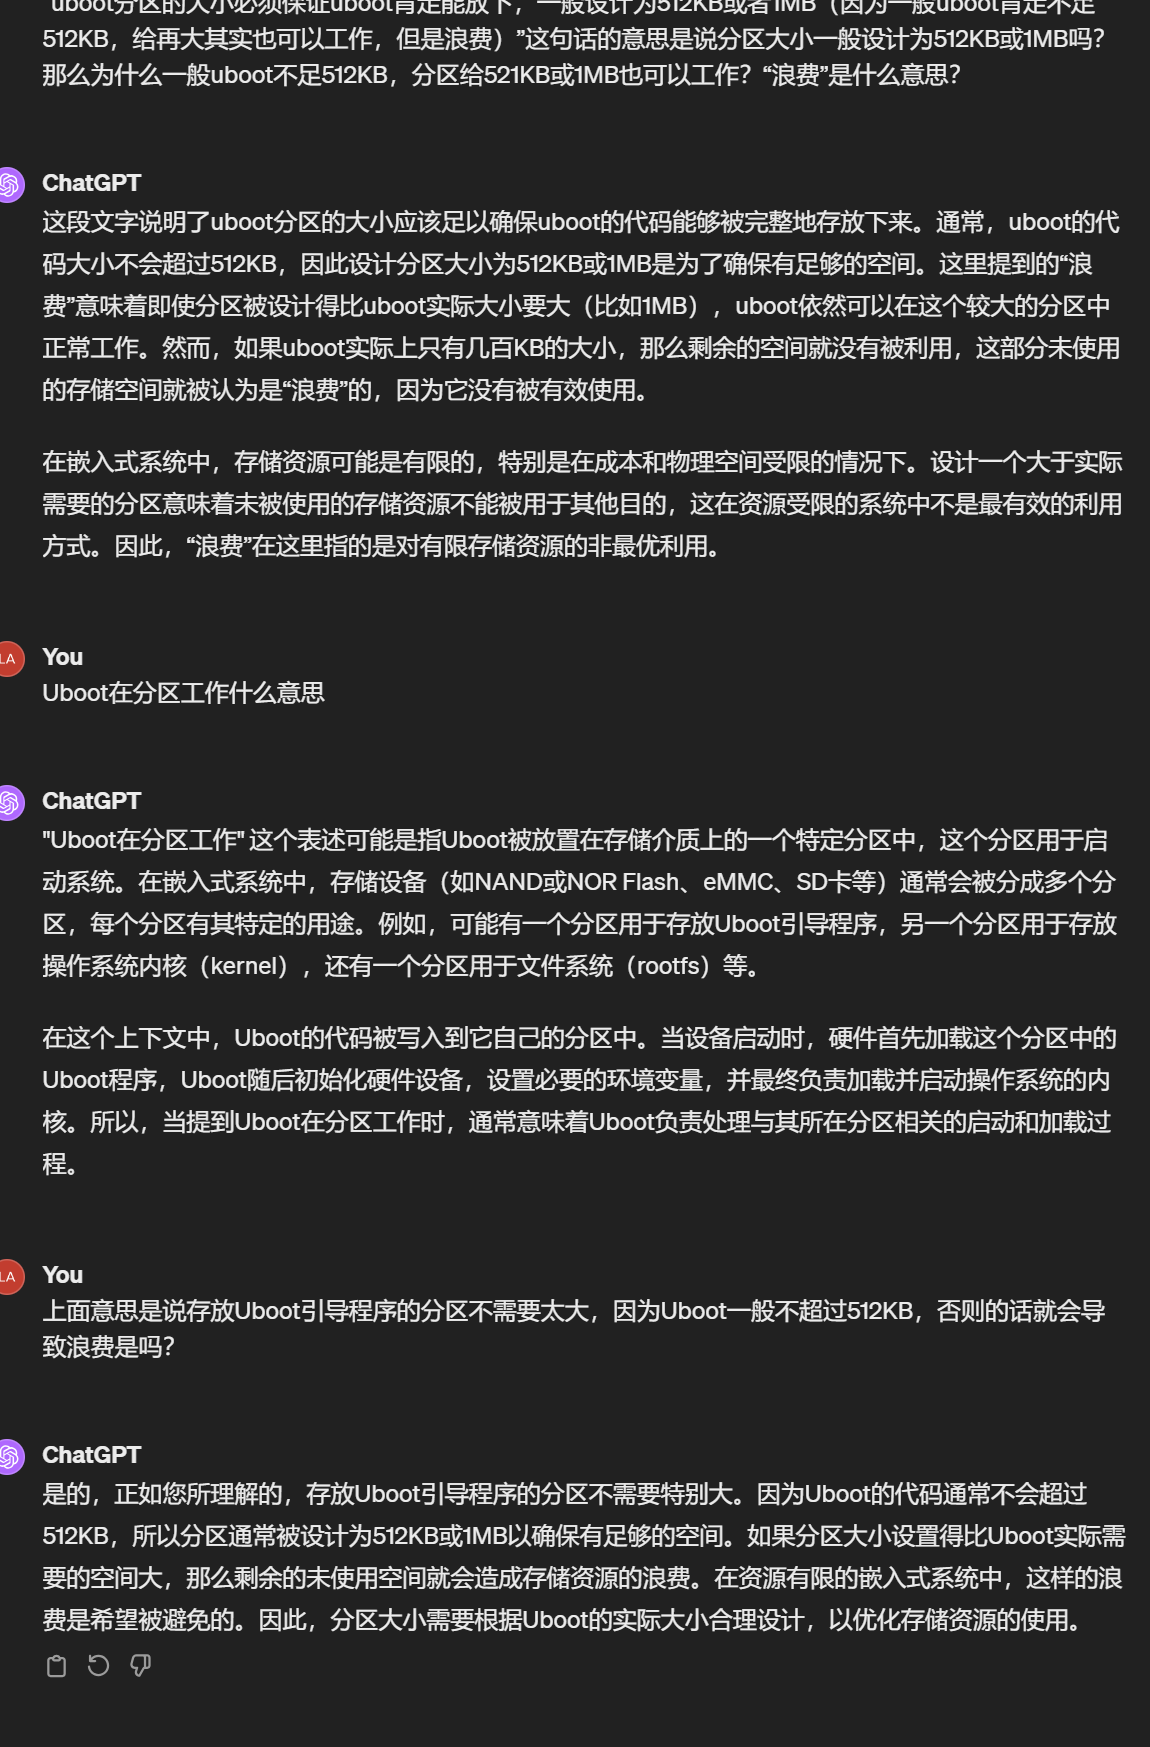 “uboot分区的大小必须保证uboot肯定能放下，一般设计为512KB或者1MB（因为一般uboot肯定不足
512KB，给再大其实也可以工作，但是浪费）”这句话的意思是说分区大小一般设计为512KB或1MB吗？
那么为什么一般uboot不足512KB，分区给521KB或1MB也可以工作？“浪费”是什么意思？
ChatGPT
这段文字说明了uboot分区的大小应该足以确保uboot的代码能够被完整地存放下来。通常，uboot的代
码大小不会超过512KB，因此设计分区大小为512KB或1MB是为了确保有足够的空间。这里提到的“浪
费”意味着即使分区被设计得比uboot实际大小要大（比如1MB），uboot依然可以在这个较大的分区中
正常工作。然而，如果uboot实际上只有几百KB的大小，那么剩余的空间就没有被利用，这部分未使用
的存储空间就被认为是“浪费”的，因为它没有被有效使用。
在嵌入式系统中，存储资源可能是有限的，特别是在成本和物理空间受限的情况下。设计一个大于实际
需要的分区意味着未被使用的存储资源不能被用于其他目的，这在资源受限的系统中不是最有效的利用
方式。因此，“浪费”在这里指的是对有限存储资源的非最优利用。
LA
You
Uboot在分区工作什么意思
ChatGPT
"Uboot在分区工作" 这个表述可能是指Uboot被放置在存储介质上的一个特定分区中，这个分区用于启
动系统。在嵌入式系统中，存储设备（如NAND或NOR Flash、eMMC、SD卡等）通常会被分成多个分
区，每个分区有其特定的用途。例如，可能有一个分区用于存放Uboot引导程序，另一个分区用于存放
操作系统内核（kernel），还有一个分区用于文件系统（rootfs）等。
在这个上下文中，Uboot的代码被写入到它自己的分区中。当设备启动时，硬件首先加载这个分区中的
Uboot程序，Uboot随后初始化硬件设备，设置必要的环境变量，并最终负责加载并启动操作系统的内
核。所以，当提到Uboot在分区工作时，通常意味着Uboot负责处理与其所在分区相关的启动和加载过
程。
LA
You
上面意思是说存放Uboot引导程序的分区不需要太大，因为Uboot一般不超过512KB，否则的话就会导
致浪费是吗？
ChatGPT
是的，正如您所理解的，存放Uboot引导程序的分区不需要特别大。因为Uboot的代码通常不会超过
512KB，所以分区通常被设计为512KB或1MB以确保有足够的空间。如果分区大小设置得比Uboot实际需
要的空间大，那么剩余的未使用空间就会造成存储资源的浪费。在资源有限的嵌入式系统中，这样的浪
费是希望被避免的。因此，分区大小需要根据Uboot的实际大小合理设计，以优化存储资源的使用。